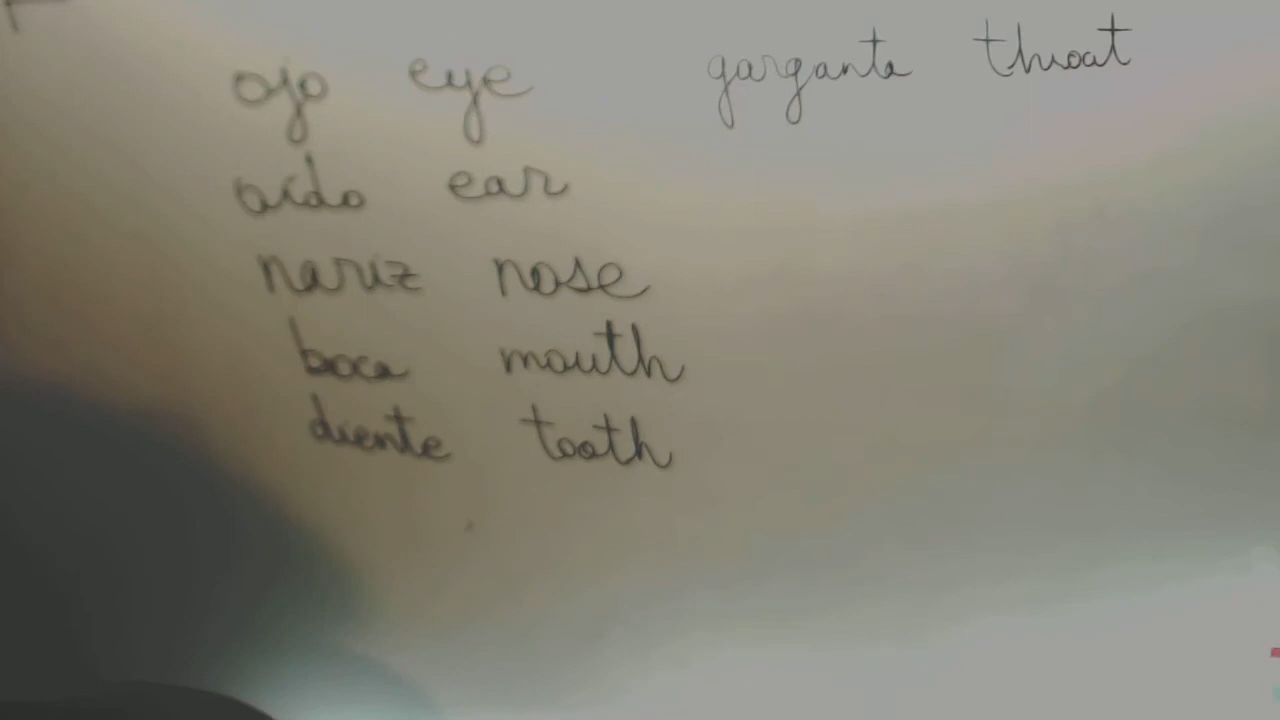 ojo eye garganta throat
oído ear
nariz nose
boca mouth
diente tooth